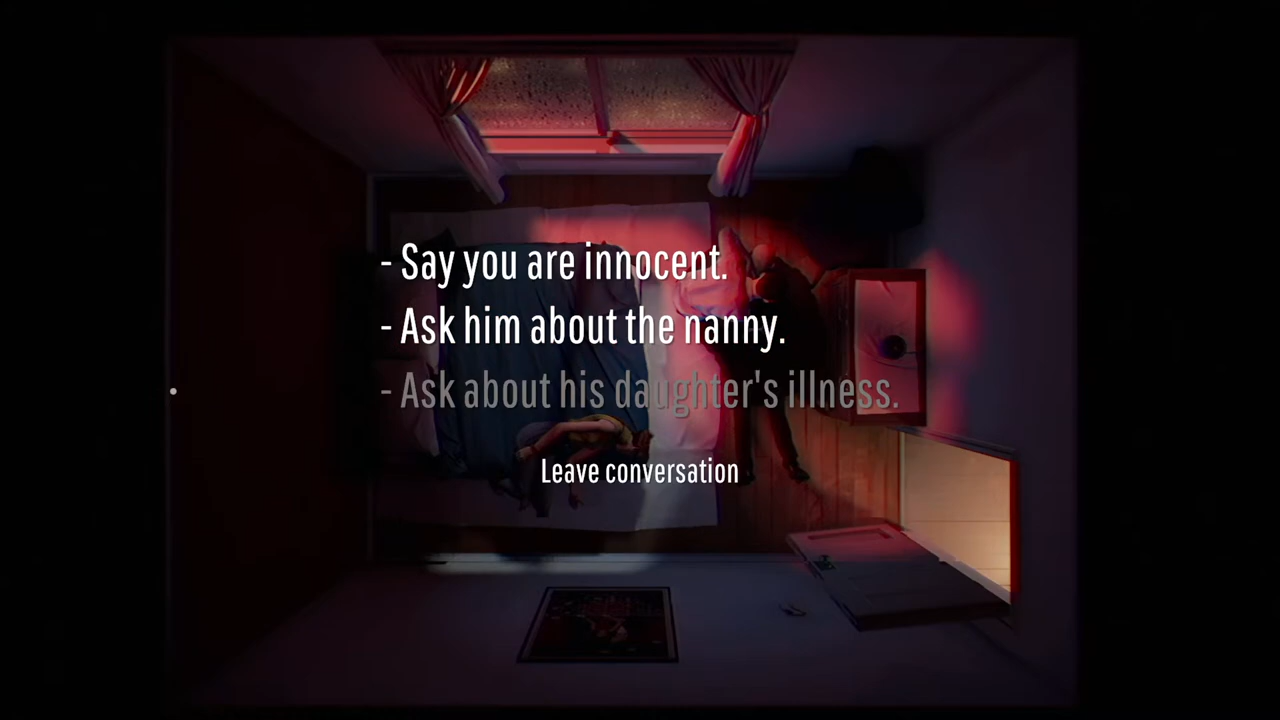 - Say you are innocent.
- Ask him about the nanny.
- Ask about his daughter's illness.
Leave conversation